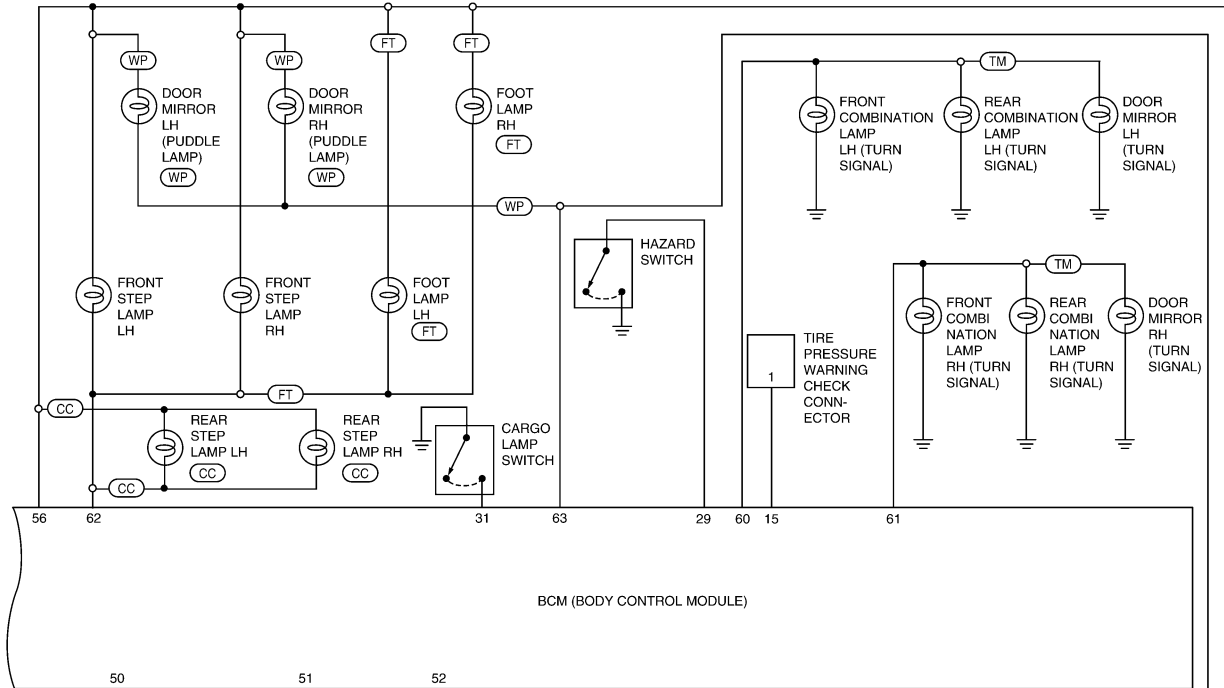 FT
FT
WP
WP
TM
DOOR
MIRROR
LH
(PUDDLE
LAMP)
WP
DOOR
MIRROR
RH
(PUDDLE
LAMP)
WP
FOOT
LAMP
RH
FT
FRONT
COMBINATION
LAMP
LH (TURN
SIGNAL)
REAR
COMBINATION
LAMP
LH (TURN
SIGNAL)
DOOR
MIRROR
LH
(TURN
SIGNAL)
WP
HAZARD
SWITCH
TM
FRONT
STEP
LAMP
LH
FRONT
STEP
LAMP
RH
FOOT
LAMP
LH
FT
FRONT
COMBI
NATION
LAMP
RH (TURN
SIGNAL)
REAR
COMBI
NATION
LAMP
RH (TURN
SIGNAL)
DOOR
MIRROR
RH
(TURN
SIGNAL)
1
TIRE
PRESSURE
WARNING
CHECK
CONN-
ECTOR
FT
CC
REAR
STEP
LAMP LH
CC
REAR
STEP
LAMP RH
CC
CARGO
LAMP
SWITCH
CC
56 62 31 63 29 60 15 61
BCM (BODY CONTROL MODULE)
50 51 52